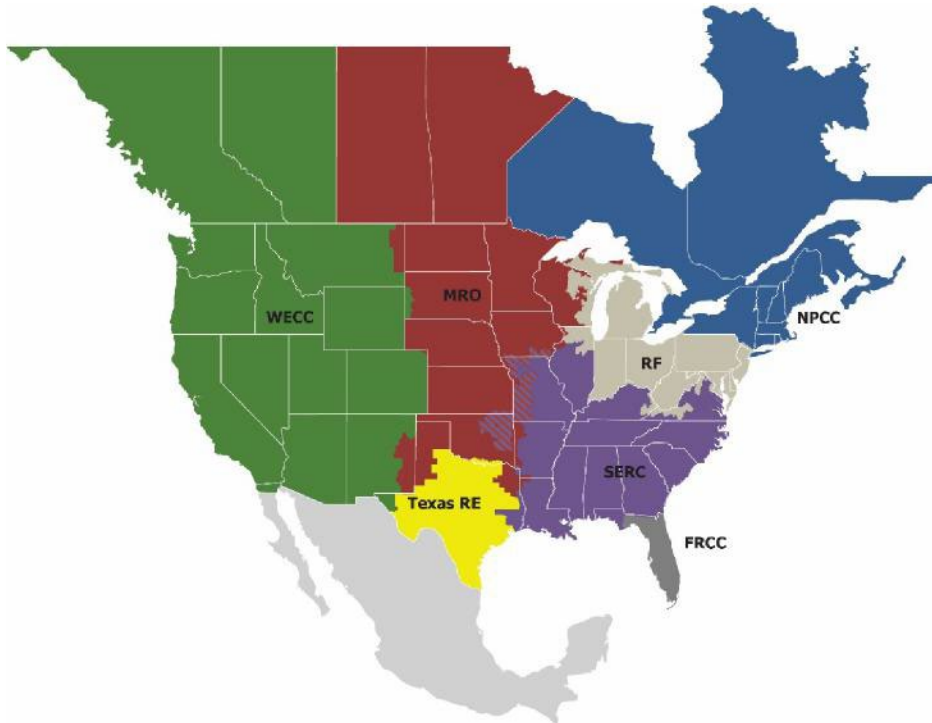 MRO
WECC
NPCC
RF
SERC
Texas RE
FRCC